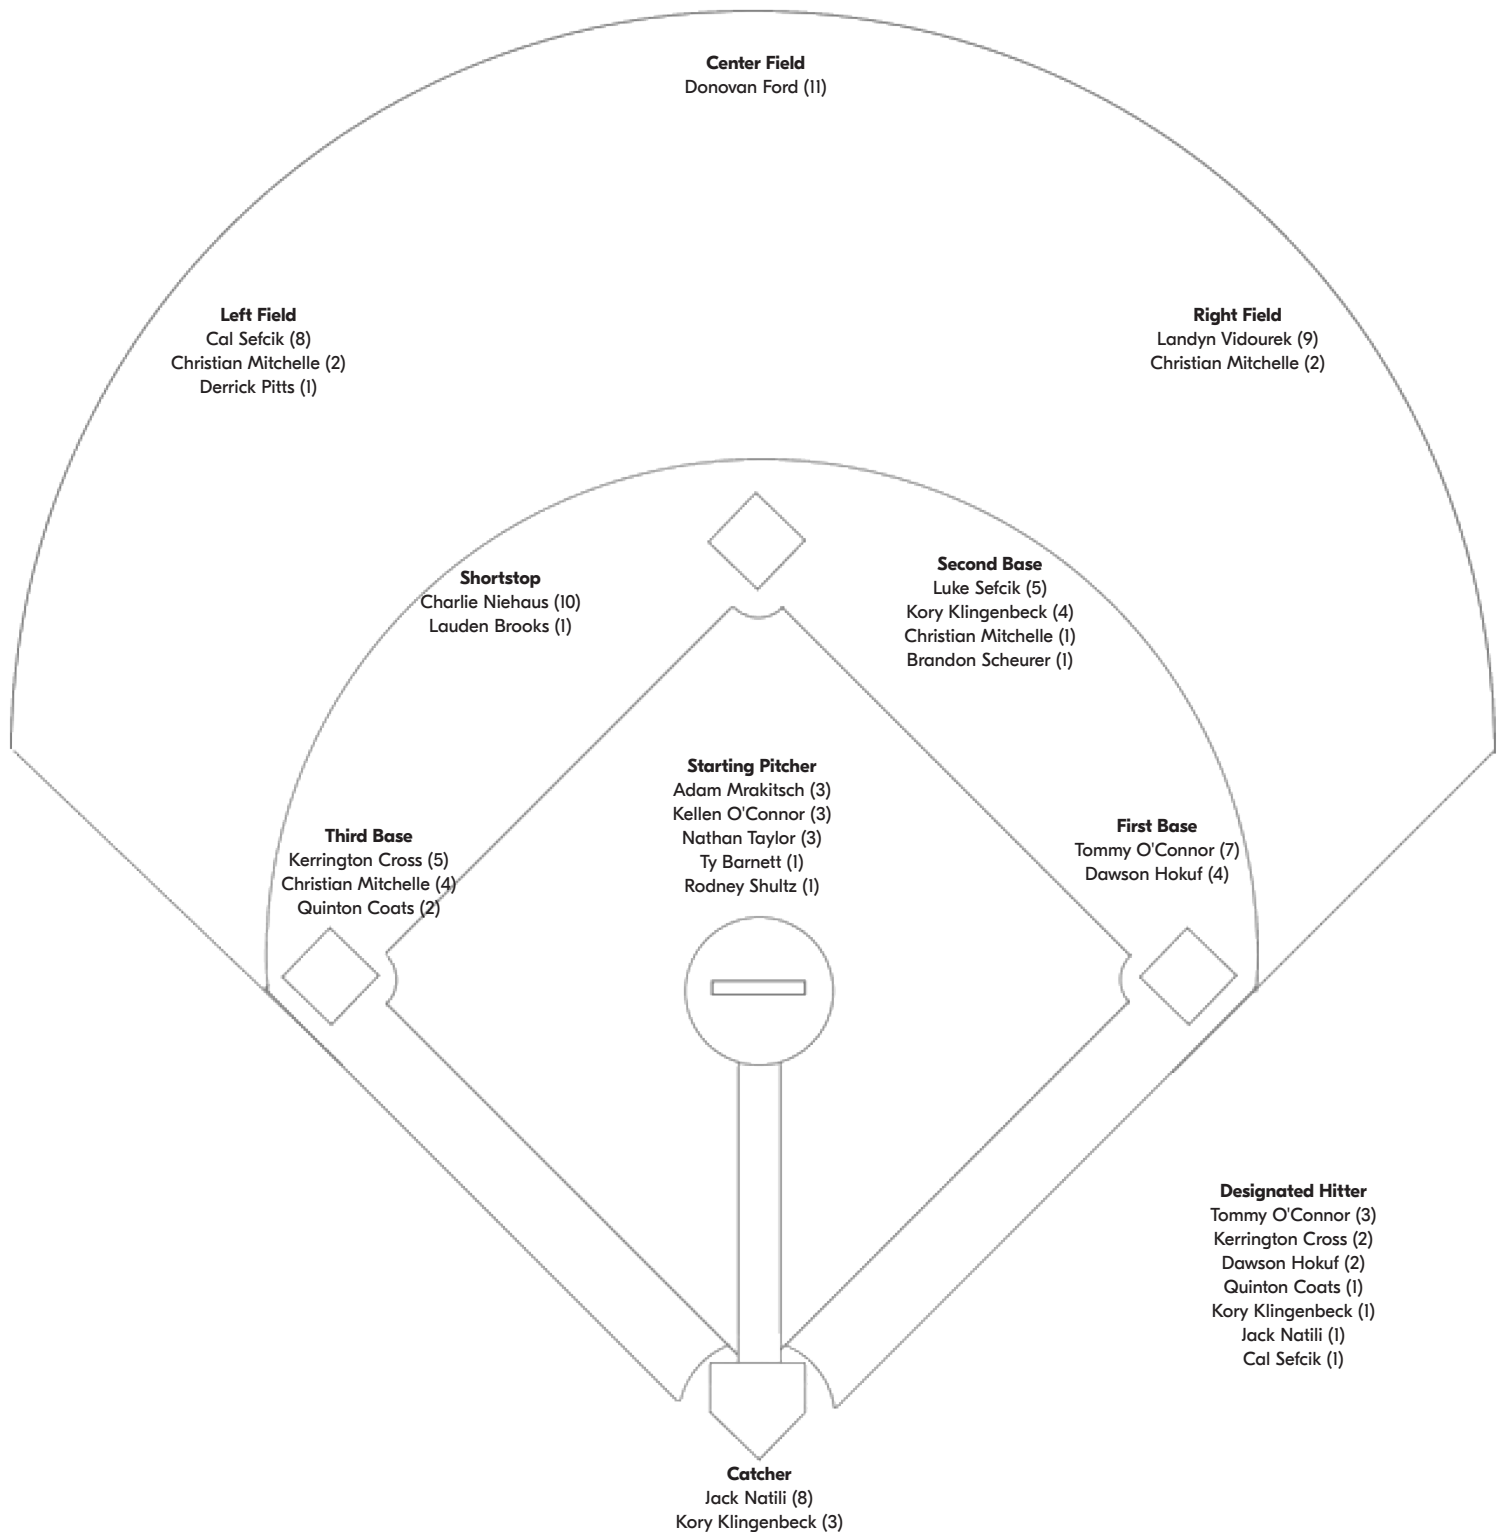 Center Field
Donovan Ford (11)
Left Field
Cal Sefcik (8)
Christian Mitchelle (2)
Derrick Pitts (1)
Right Field
Landyn Vidourek (9)
Christian Mitchelle (2)
Shortstop
Charlie Niehaus (10)
Lauden Brooks (1)
Second Base
Luke Sefcik (5)
Kory Klingenbeck (4)
Christian Mitchelle (1)
Brandon Scheurer (1)
Starting Pitcher
Adam Mrakitsch (3)
Kellen O'Connor (3)
Nathan Taylor (3)
Ty Barnett (1)
Rodney Shultz (1)
Third Base
Kerrington Cross (5)
Christian Mitchelle (4)
Quinton Coats (2)
First Base
Tommy O'Connor (7)
Dawson Hokuf (4)
Designated Hitter
Tommy O'Connor (3)
Kerrington Cross (2)
Dawson Hokuf (2)
Quinton Coats (1)
Kory Klingenbeck (1)
Jack Natili (1)
Cal Sefcik (1)
Catcher
Jack Natili (8)
Kory Klingenbeck (3)